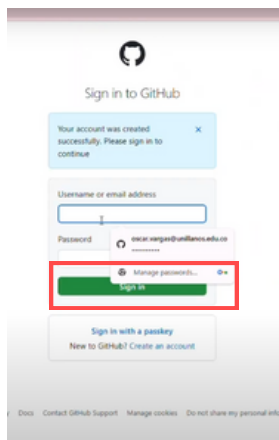 Sign in to GitHub
Your account was created
successfully. Please sign in to
continue
×
Username or email address
Password
oscar.vargas@unillanos.edu.co
Manage passwords...
Sign in
Sign in with a passkey
New to GitHub? Create an account
Docs Contact GitHub Support Manage cookies Do not share my personal